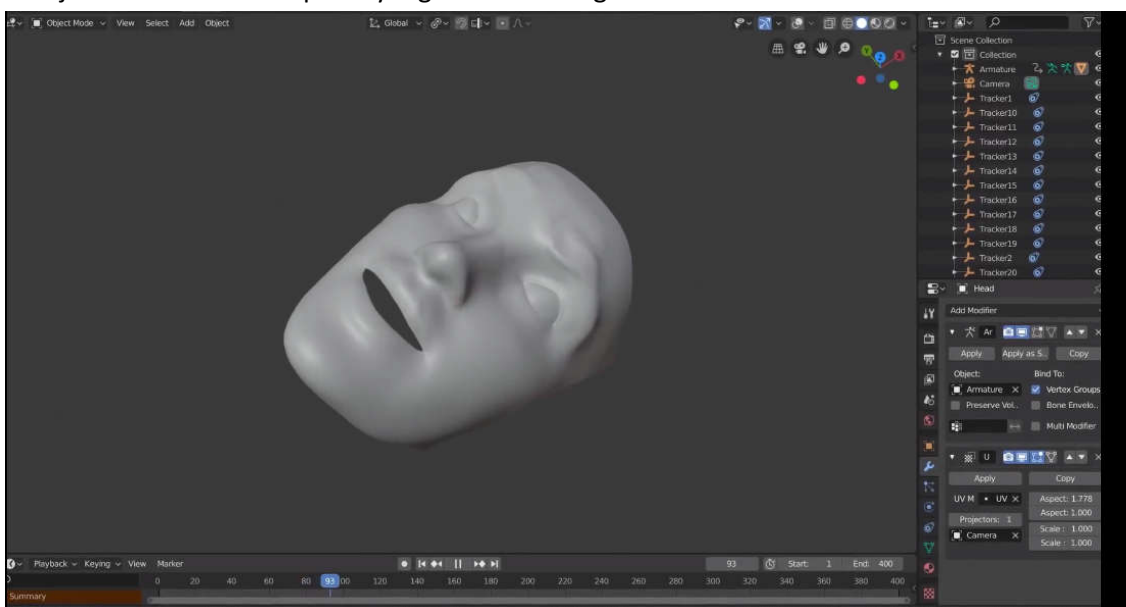 Object Mode View Select Add Object Global
Scene Collection
Collection
Armature
Camera
Tracker1
Tracker10
Tracker11
Tracker12
Tracker13
Tracker14
Tracker15
Tracker16
Tracker17
Tracker18
Tracker19
Tracker2
Tracker20
Head
Add Modifier
Ar
Apply Apply as S.. Copy
Object: Bind To:
Armature Vertex Groups
Preserve Vol.. Bone Envelo..
Multi Modifier
U
Apply Copy
UV M UV Aspect: 1.778
Aspect: 1.000
Projectors: 1
Scale : 1.000
Camera
Scale : 1.000
Playback Keying View Marker 93 Start: 1 End: 400
0 20 40 60 80 93 00 120 140 160 180 200 220 240 260 280 300 320 340 360 380 400
Summary